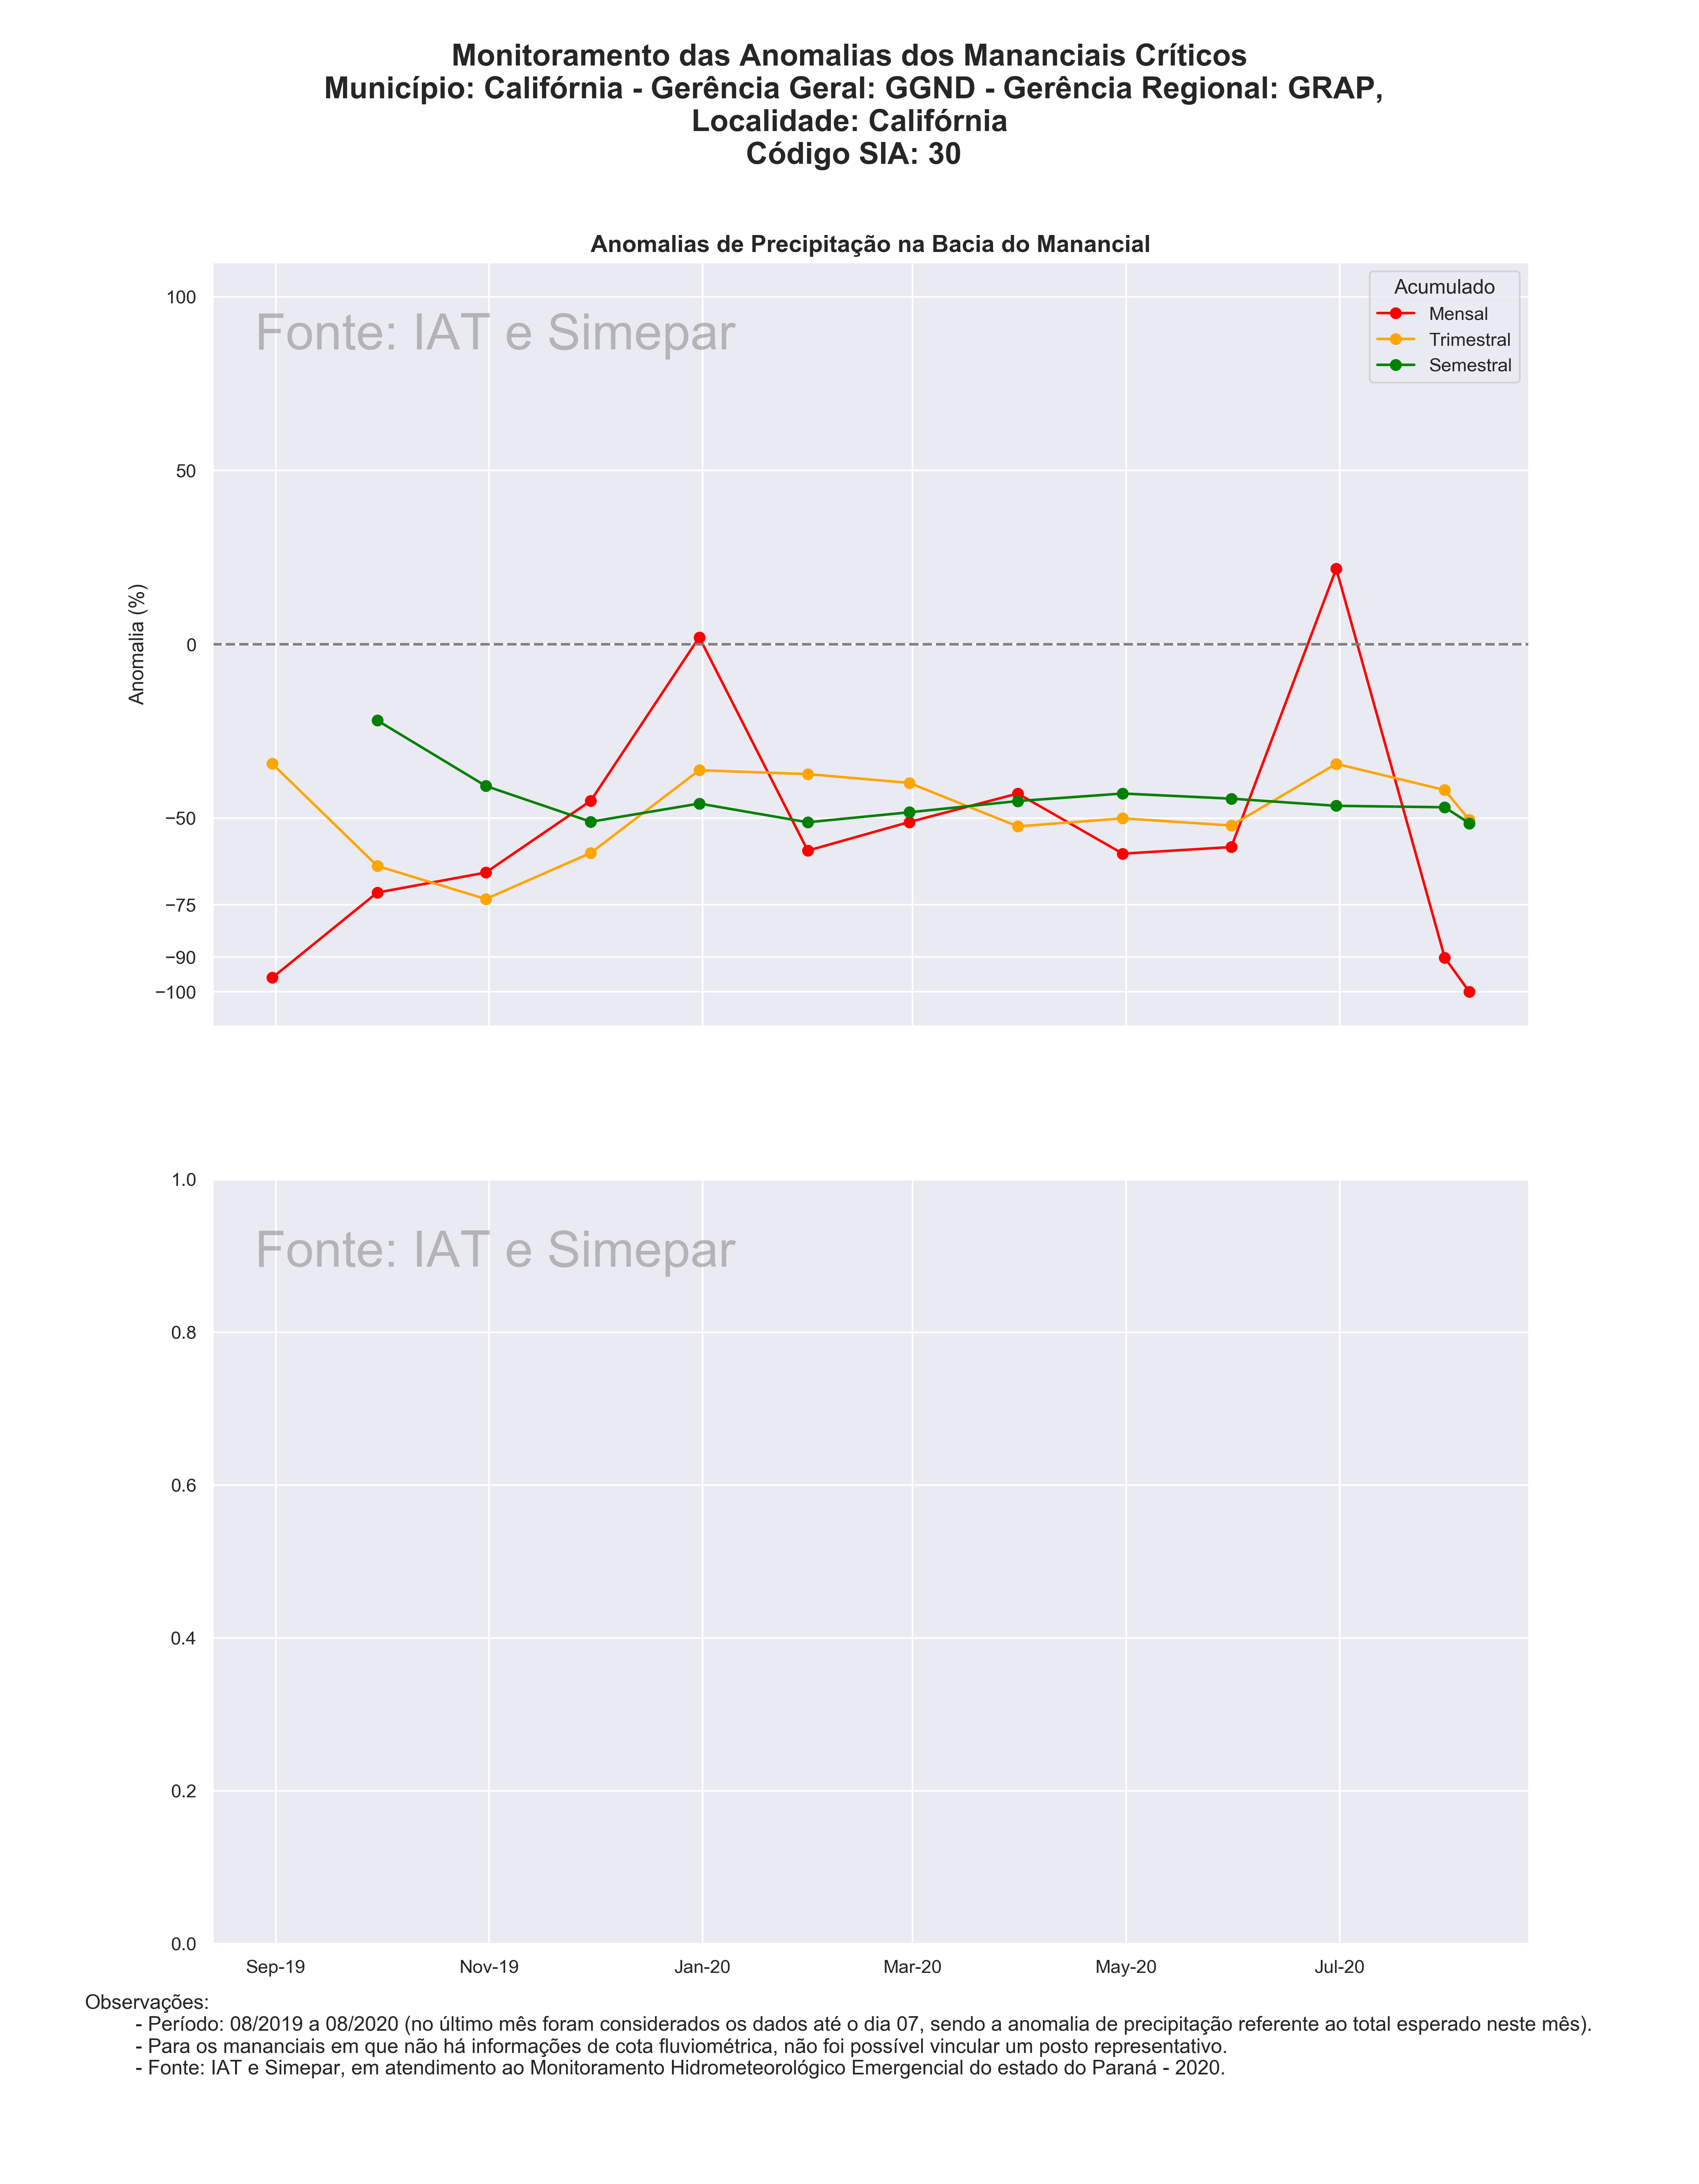 Monitoramento das Anomalias dos Mananciais Críticos
Município: Califórnia - Gerência Geral: GGND - Gerência Regional: GRAP,
Localidade: Califórnia
Código SIA: 30
Anomalias de Precipitação na Bacia do Manancial
Fonte: IAT e Simepar
Acumulado
Mensal
Trimestral
Semestral
Anomalia (%)
100
50
0
−50
−75
−90
−100
Fonte: IAT e Simepar
1.0
0.8
0.6
0.4
0.2
0.0
Sep-19
Nov-19
Jan-20
Mar-20
May-20
Jul-20
Observações:
- Período: 08/2019 a 08/2020 (no último mês foram considerados os dados até o dia 07, sendo a anomalia de precipitação referente ao total esperado neste mês).
- Para os mananciais em que não há informações de cota fluviométrica, não foi possível vincular um posto representativo.
- Fonte: IAT e Simepar, em atendimento ao Monitoramento Hidrometeorológico Emergencial do estado do Paraná - 2020.